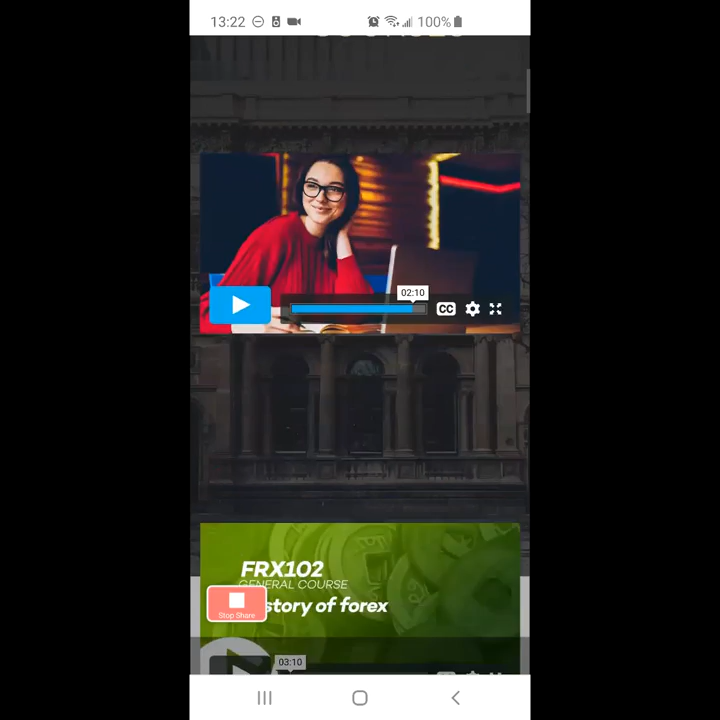 13:22
100%
02:10
CC
FRX102
GENERAL COURSE
story of forex
Stop Share
03:10